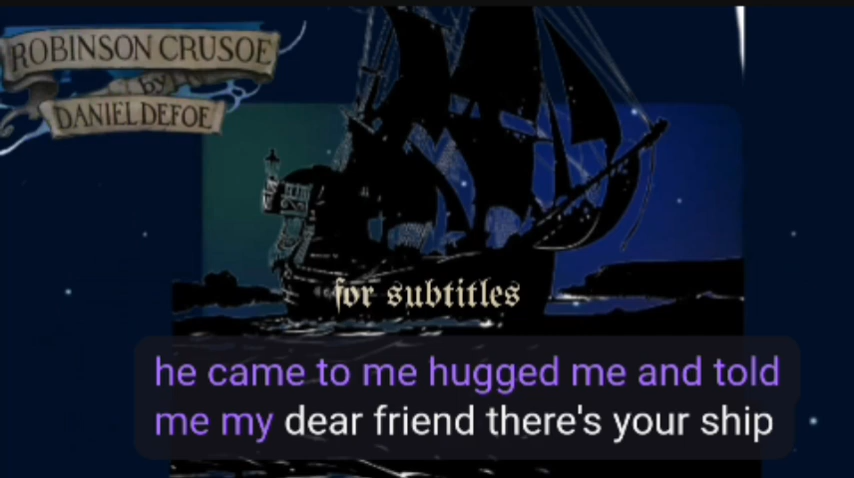 ROBINSON CRUSOE
by
DANIEL DEFOE
for subtitles
he came to me hugged me and told
me my dear friend there's your ship